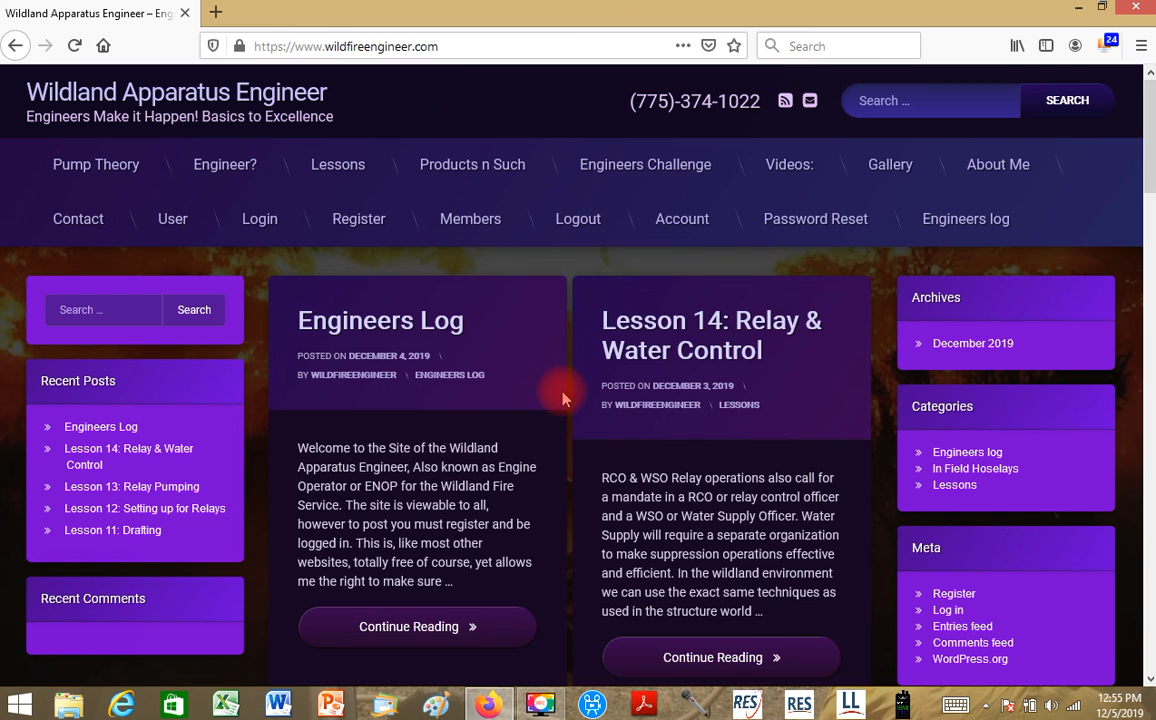 Wildland Apparatus Engineer – Eng
24
https://www.wildfireengineer.com
Search
Wildland Apparatus Engineer
Engineers Make it Happen! Basics to Excellence
(775)-374-1022
Search ...
SEARCH
Pump Theory
Engineer?
Lessons
Products n Such
Engineers Challenge
Videos:
Gallery
About Me
Contact
User
Login
Register
Members
Logout
Account
Password Reset
Engineers log
Search ...
Search
Recent Posts
Engineers Log
Lesson 14: Relay & Water
Control
Lesson 13: Relay Pumping
Lesson 12: Setting up for Relays
Lesson 11: Drafting
Recent Comments
Engineers Log
POSTED ON DECEMBER 4, 2019 \
BY WILDFIREENGINEER \ ENGINEERS LOG
Welcome to the Site of the Wildland
Apparatus Engineer, Also known as Engine
Operator or ENOP for the Wildland Fire
Service. The site is viewable to all,
however to post you must register and be
logged in. This is, like most other
websites, totally free of course, yet allows
me the right to make sure ...
Continue Reading »
Lesson 14: Relay &
Water Control
POSTED ON DECEMBER 3, 2019 \
BY WILDFIREENGINEER \ LESSONS
RCO & WSO Relay operations also call for
a mandate in a RCO or relay control officer
and a WSO or Water Supply Officer. Water
Supply will require a separate organization
to make suppression operations effective
and efficient. In the wildland environment
we can use the exact same techniques as
used in the structure world ...
Continue Reading »
Archives
» December 2019
Categories
» Engineers log
» In Field Hoselays
» Lessons
Meta
» Register
» Log in
» Entries feed
» Comments feed
» WordPress.org
REC
RES
RES
LL
12:55 PM
12/5/2019